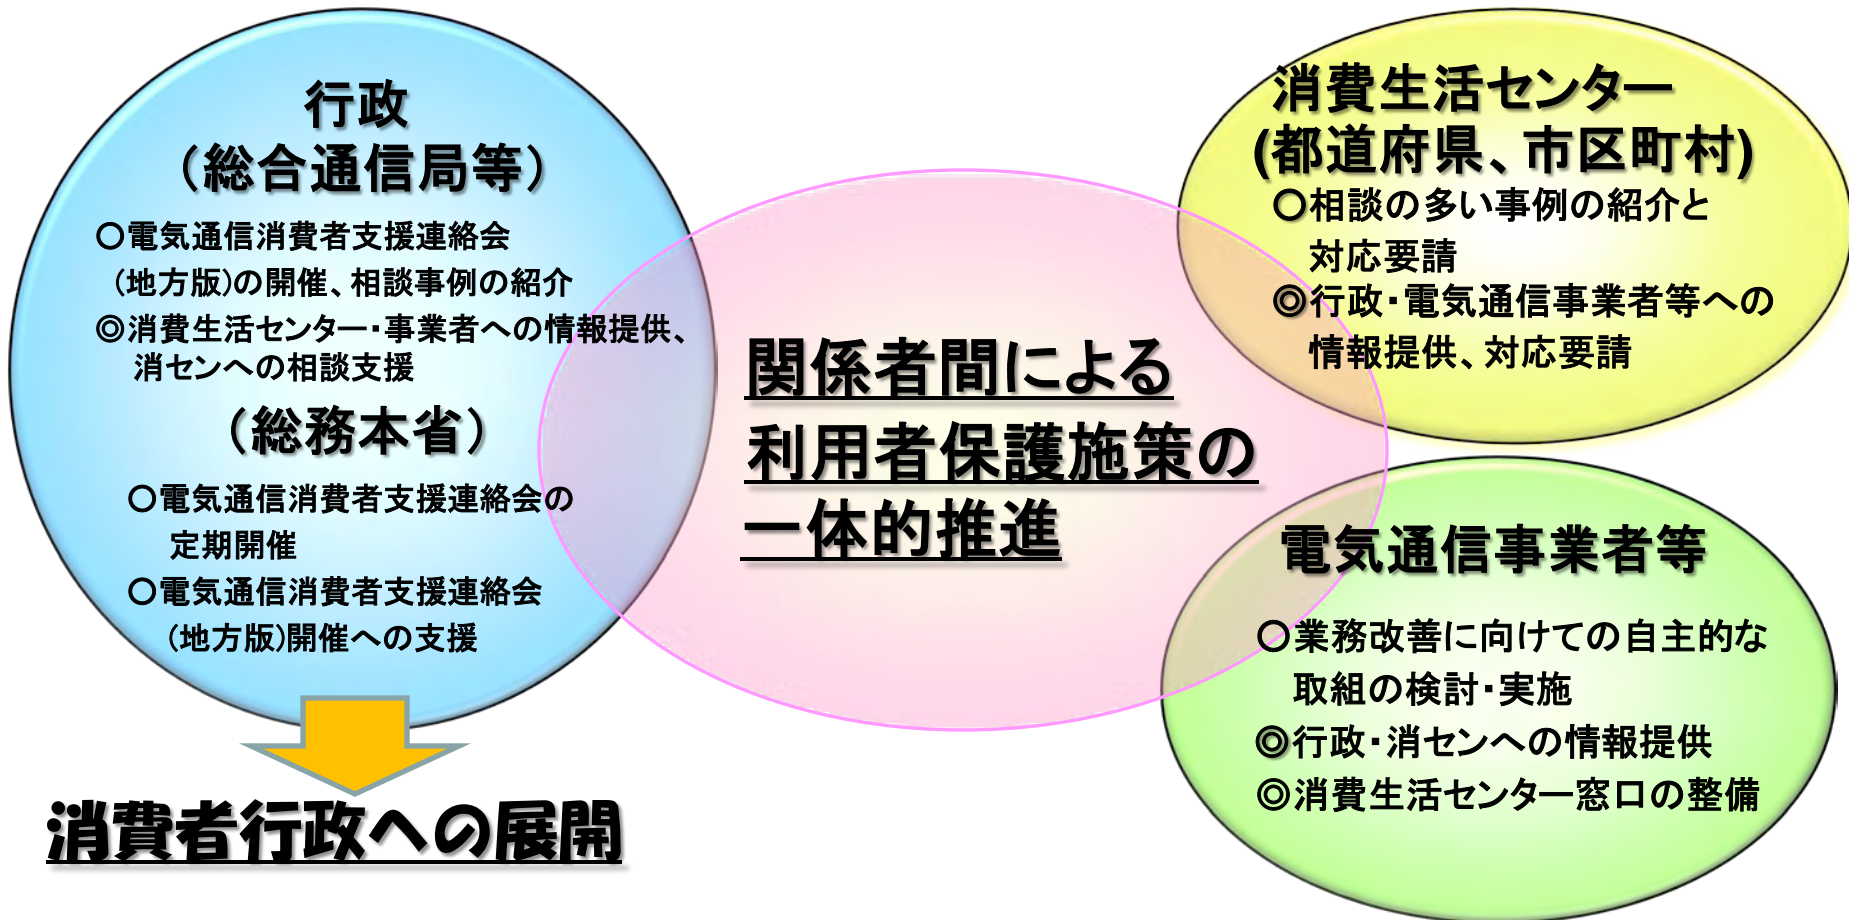 行政
（総合通信局等）
○電気通信消費者支援連絡会
(地方版)の開催、相談事例の紹介
◎消費生活センター・事業者への情報提供、
消センへの相談支援
（総務本省）
○電気通信消費者支援連絡会の
定期開催
○電気通信消費者支援連絡会
(地方版)開催への支援
消費者行政への展開
関係者間による
利用者保護施策の
一体的推進
消費生活センター
(都道府県、市区町村)
○相談の多い事例の紹介と
対応要請
◎行政・電気通信事業者等への
情報提供、対応要請
電気通信事業者等
○業務改善に向けての自主的な
取組の検討・実施
◎行政・消センへの情報提供
◎消費生活センター窓口の整備